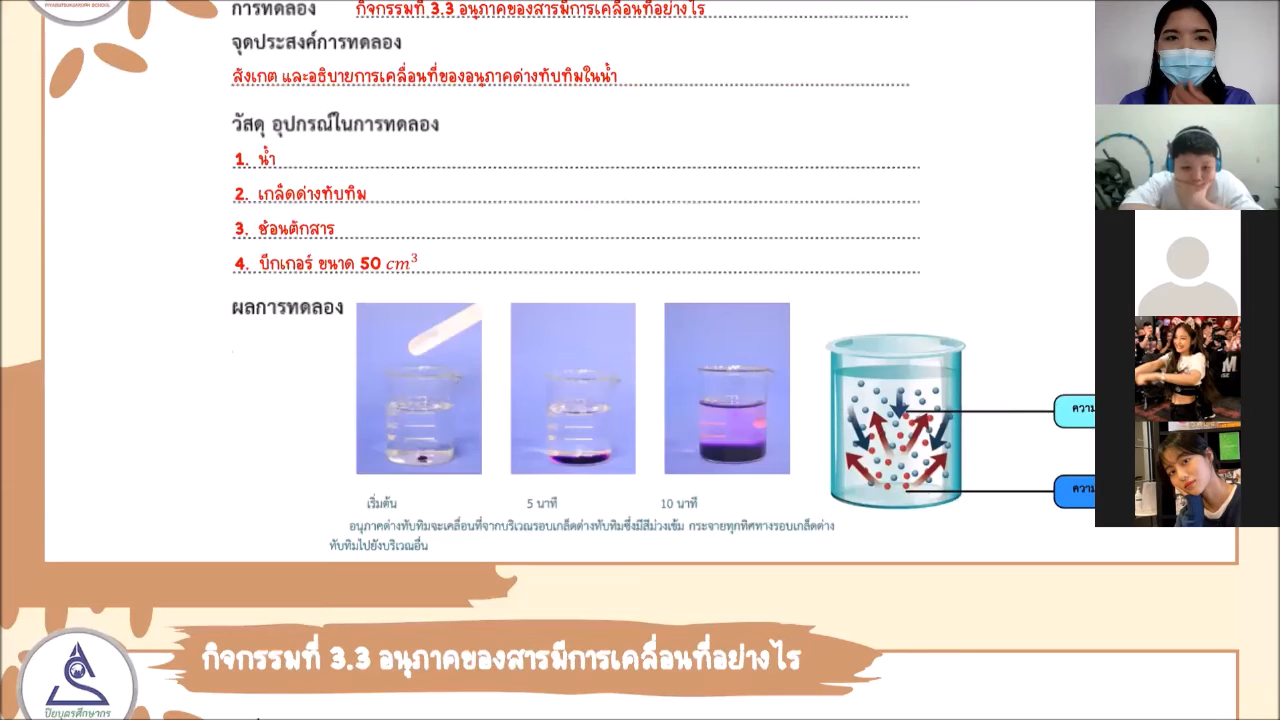 PIYABUTSUKSAKORN SCHOOL
การทดลอง กิจกรรมที่ 3.3 อนุภาคของสารมีการเคลื่อนที่อย่างไร
จุดประสงค์การทดลอง
สังเกต และอธิบายการเคลื่อนที่ของอนุภาคด่างทับทิมในน้ำ
วัสดุ อุปกรณ์ในการทดลอง
1. น้ำ
2. เกล็ดด่างทับทิม
3. ช้อนตักสาร
4. บีกเกอร์ ขนาด 50 cm³
ผลการทดลอง
ความ
ความ
เริ่มต้น 5 นาที 10 นาที
อนุภาคด่างทับทิมจะเคลื่อนที่จากบริเวณรอบเกล็ดด่างทับทิมซึ่งมีสีม่วงเข้ม กระจายทุกทิศทางรอบเกล็ดด่าง
ทับทิมไปยังบริเวณอื่น
กิจกรรมที่ 3.3 อนุภาคของสารมีการเคลื่อนที่อย่างไร
ปิยบุตรศึกษากร